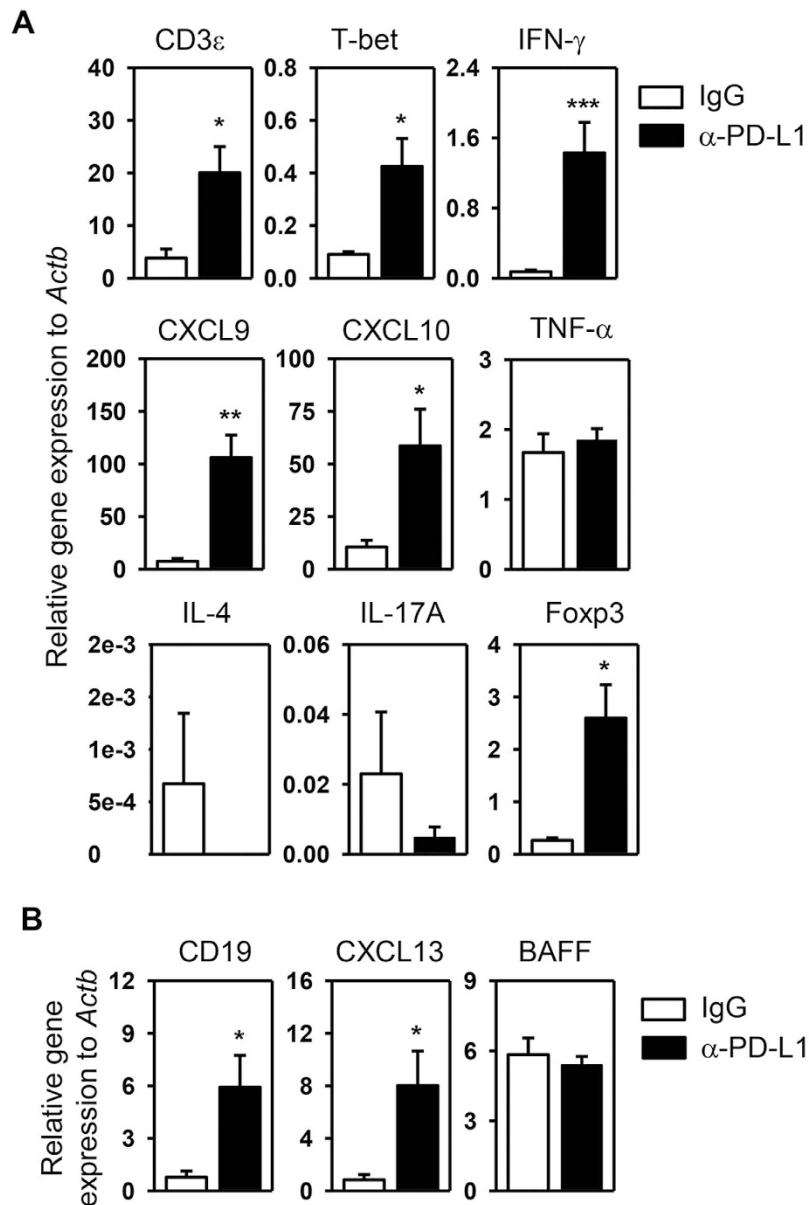 A
CD3ε T-bet IFN-γ
IgG
α-PD-L1
Relative gene expression to Actb
40 30 20 10 0
*
0.8 0.6 0.4 0.2 0.0
*
2.4 1.6 0.8 0.0
***
CXCL9 CXCL10 TNF-α
200 150 100 50 0
**
100 75 50 25 0
*
3 2 1 0
IL-4 IL-17A Foxp3
2e-3 2e-3 1e-3 5e-4 0
0.06 0.04 0.02 0.00
4 3 2 1 0
*
B
CD19 CXCL13 BAFF
IgG
α-PD-L1
Relative gene
expression to Actb
12 9 6 3 0
*
16 12 8 4 0
*
9 6 3 0